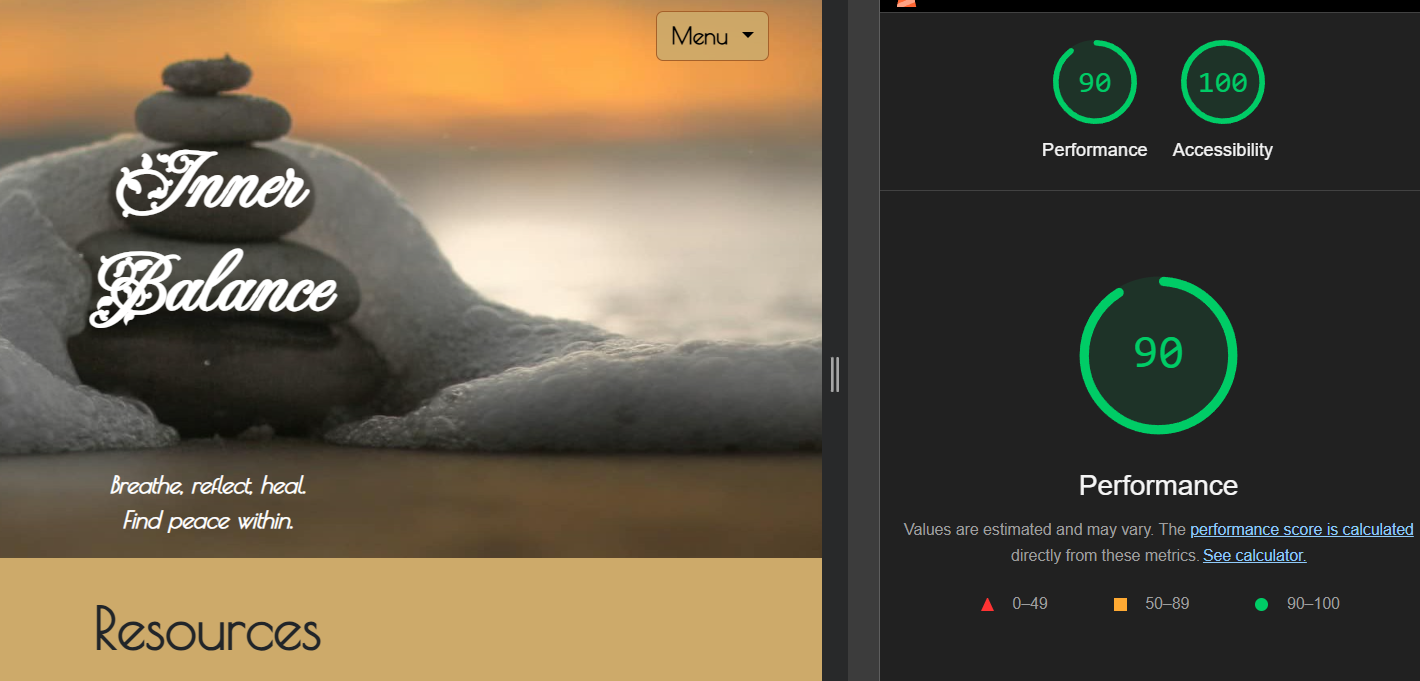 Menu
Inner
Balance
Breathe, reflect, heal.
Find peace within.
Resources
90
100
Performance
Accessibility
90
Performance
Values are estimated and may vary. The performance score is calculated
directly from these metrics. See calculator.
0–49
50–89
90–100